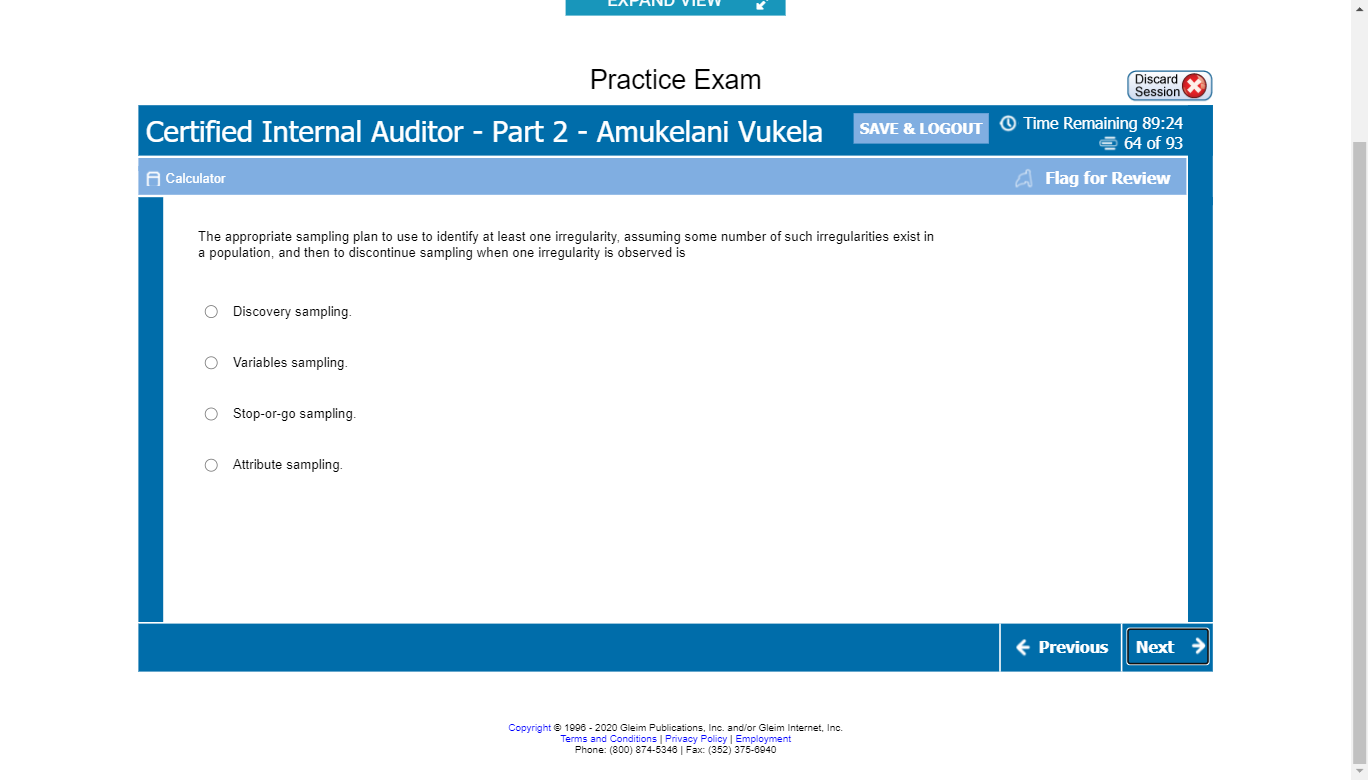 EXPAND VIEW
Practice Exam
Discard
Session
Certified Internal Auditor - Part 2 - Amukelani Vukela
SAVE & LOGOUT
Time Remaining 89:24
64 of 93
Calculator
Flag for Review
The appropriate sampling plan to use to identify at least one irregularity, assuming some number of such irregularities exist in
a population, and then to discontinue sampling when one irregularity is observed is
Discovery sampling.
Variables sampling.
Stop-or-go sampling.
Attribute sampling.
Previous
Next
Copyright © 1996 - 2020 Gleim Publications, Inc. and/or Gleim Internet, Inc.
Terms and Conditions | Privacy Policy | Employment
Phone: (800) 874-5346 | Fax: (352) 375-6940